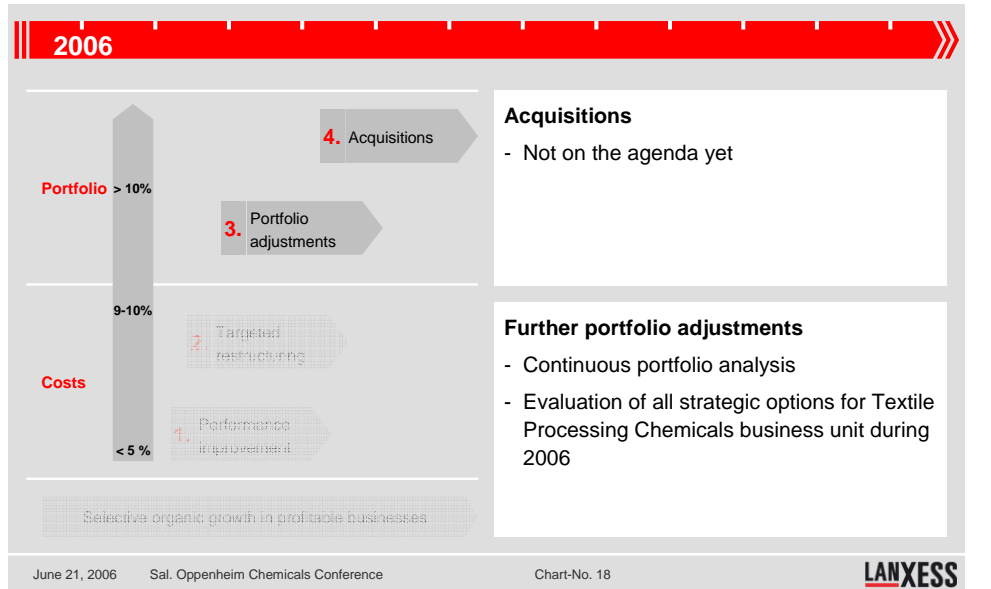 2006
4. Acquisitions
Portfolio > 10%
3. Portfolio
adjustments
9-10%
2. Targeted
restructuring
Costs
1. Performance
improvement
< 5 %
Selective organic growth in profitable businesses
Acquisitions
- Not on the agenda yet
Further portfolio adjustments
- Continuous portfolio analysis
- Evaluation of all strategic options for Textile
Processing Chemicals business unit during
2006
June 21, 2006 Sal. Oppenheim Chemicals Conference Chart-No. 18
LANXESS